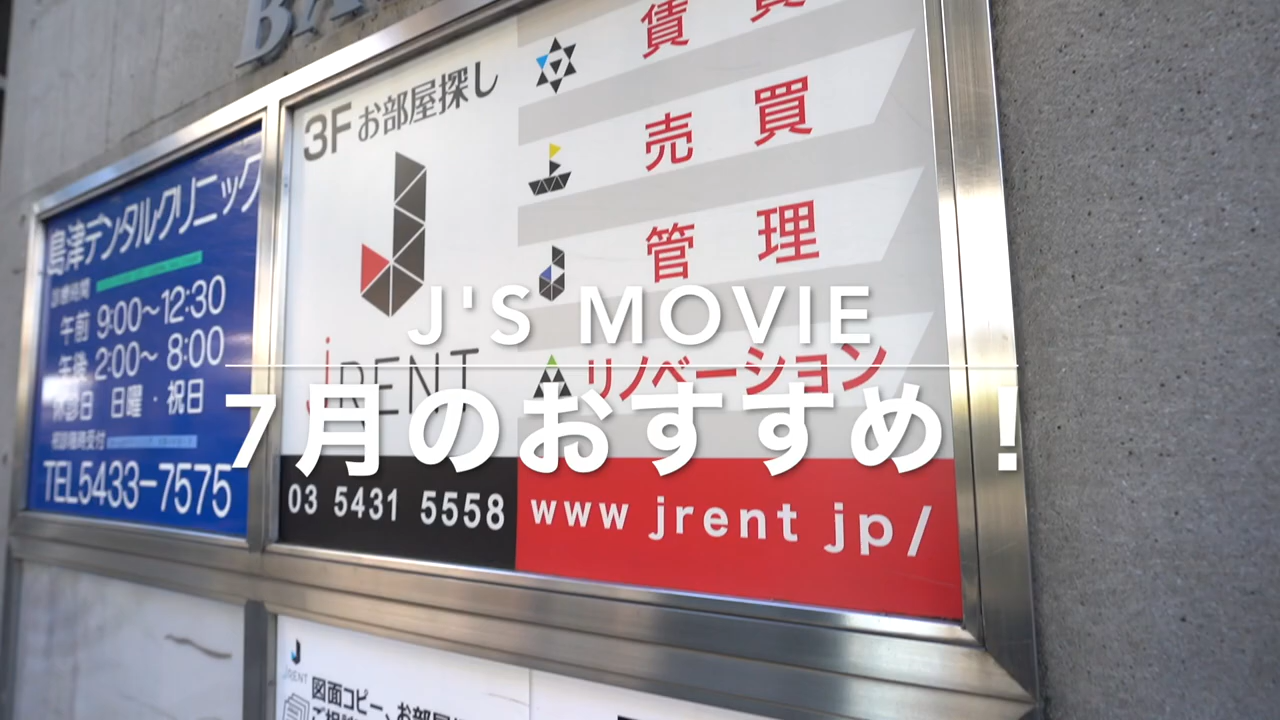 島津デンタルクリニック
診療時間
午前 9:00～12:30
午後 2:00～ 8:00
休診日 日曜・祝日
TEL5433-7575
3F お部屋探し
jRENT
03 5431 5558
賃 貸
売 買
管 理
リノベーション
www jrent jp/
J'S MOVIE
7月のおすすめ！
J
jRENT
図面コピー、お部屋